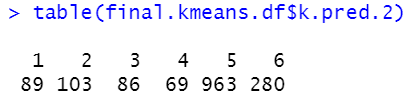 > table(final.kmeans.df$k.pred.2)
1 2 3 4 5 6
89 103 86 69 963 280